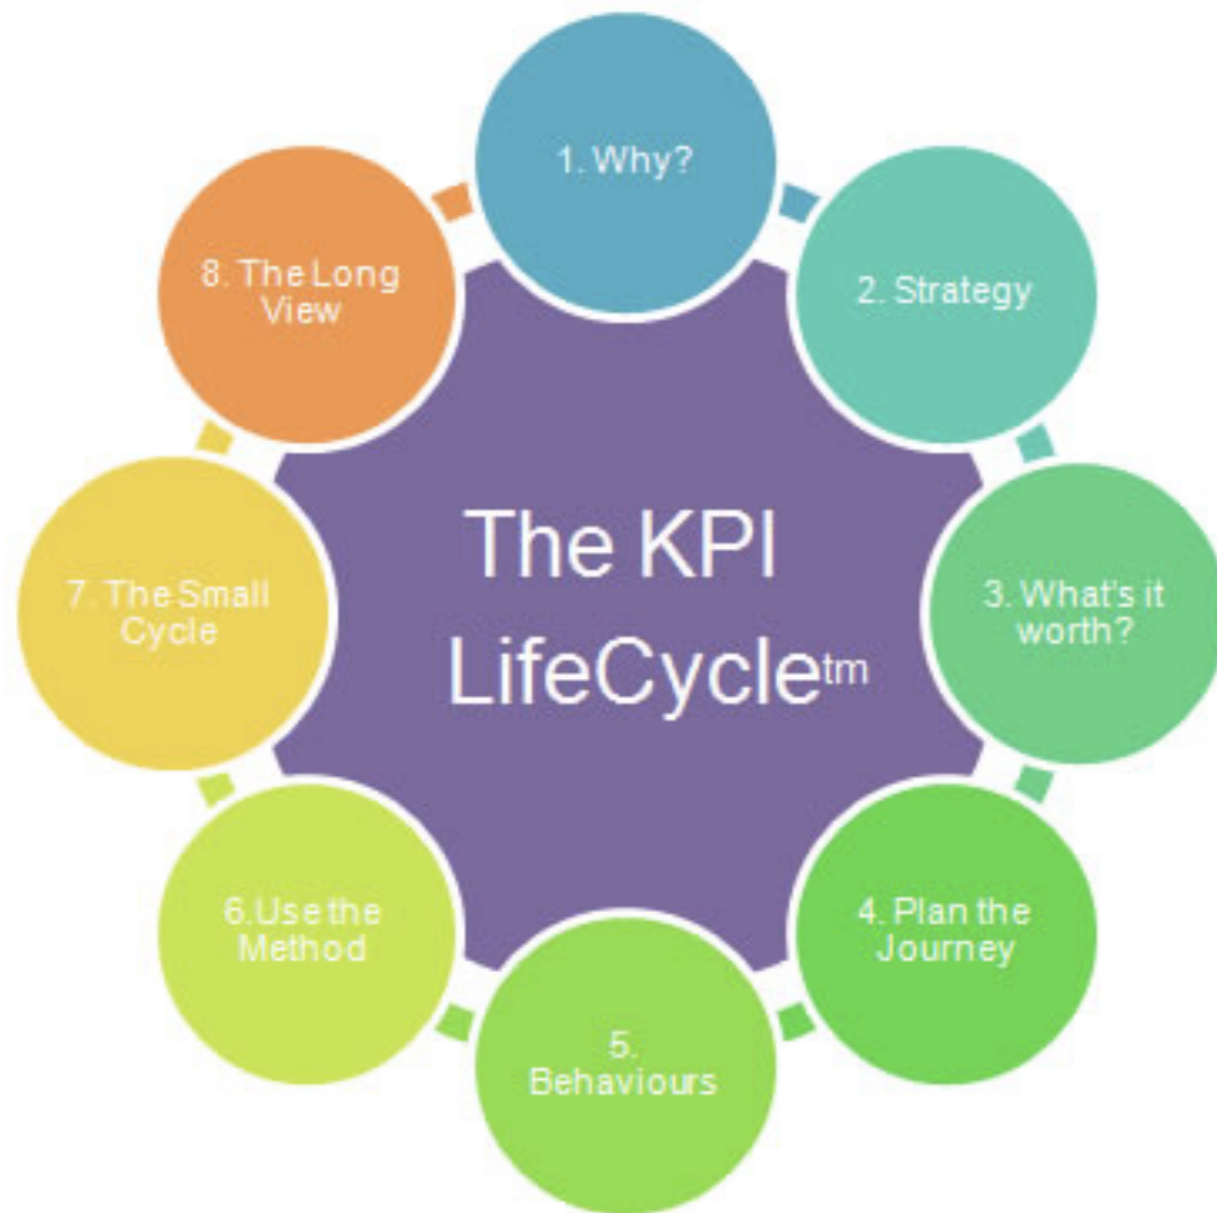 1. Why?
2. Strategy
3. What's it
worth?
4. Plan the
Journey
5.
Behaviours
6.Use the
Method
7. The Small
Cycle
8. The Long
View
The KPI
LifeCycle™